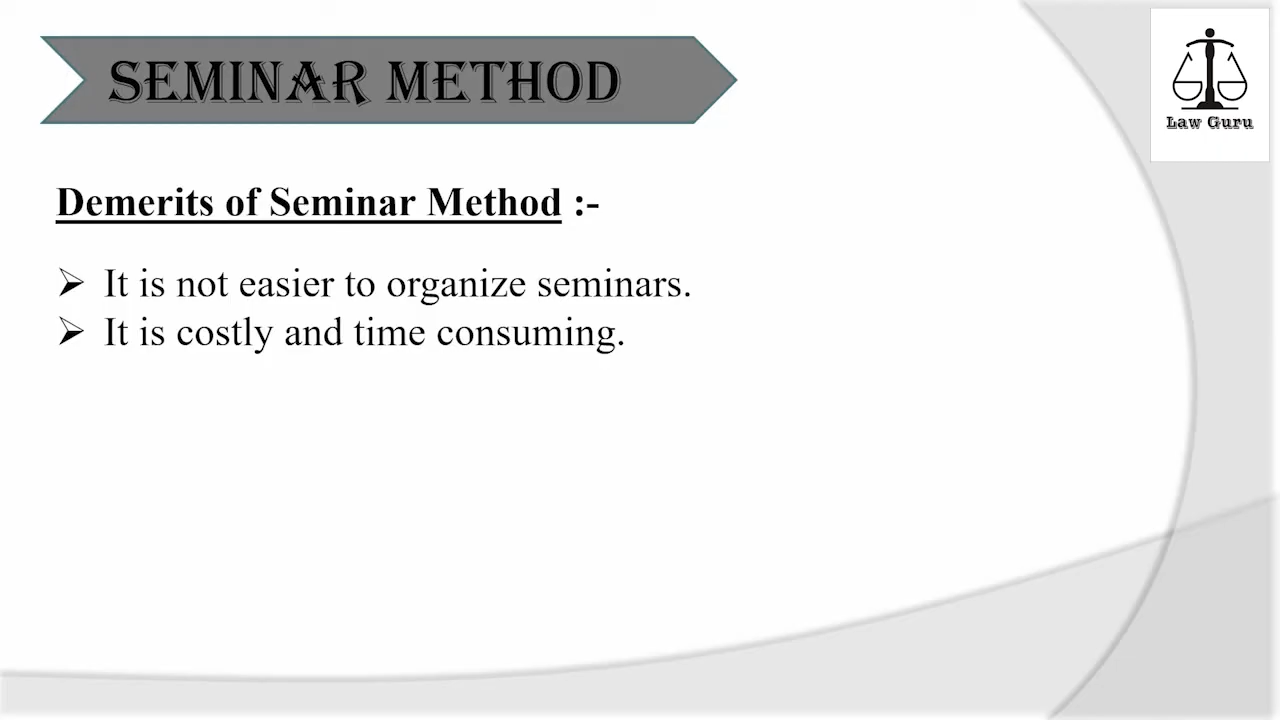 SEMINAR METHOD
Law Guru
Demerits of Seminar Method :-
➢ It is not easier to organize seminars.
➢ It is costly and time consuming.